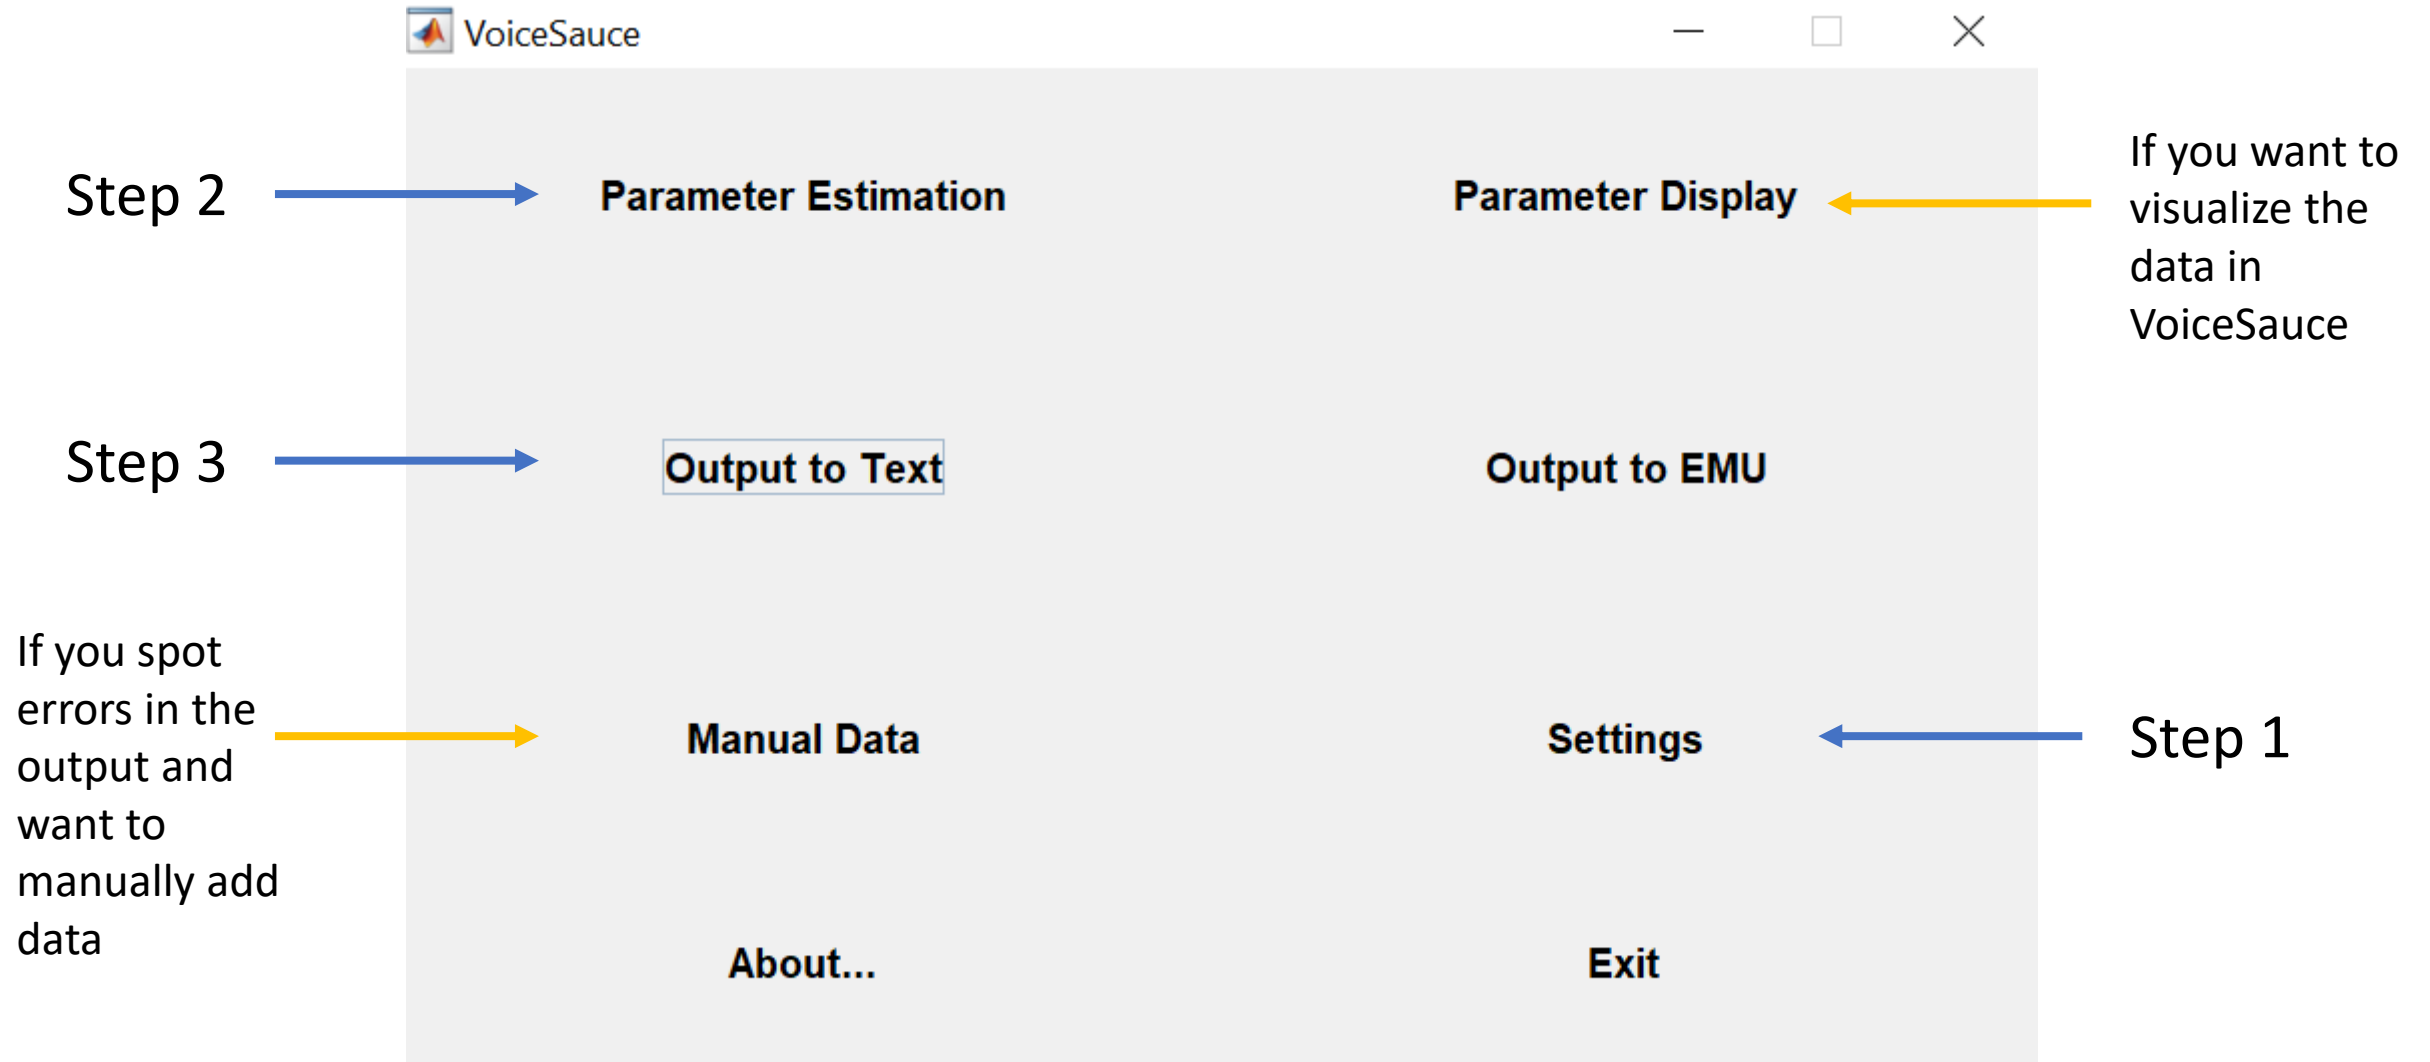 VoiceSauce
Step 2
Parameter Estimation
Parameter Display
If you want to
visualize the
data in
VoiceSauce
Step 3
Output to Text
Output to EMU
If you spot
errors in the
output and
want to
manually add
data
Manual Data
Settings
Step 1
About...
Exit